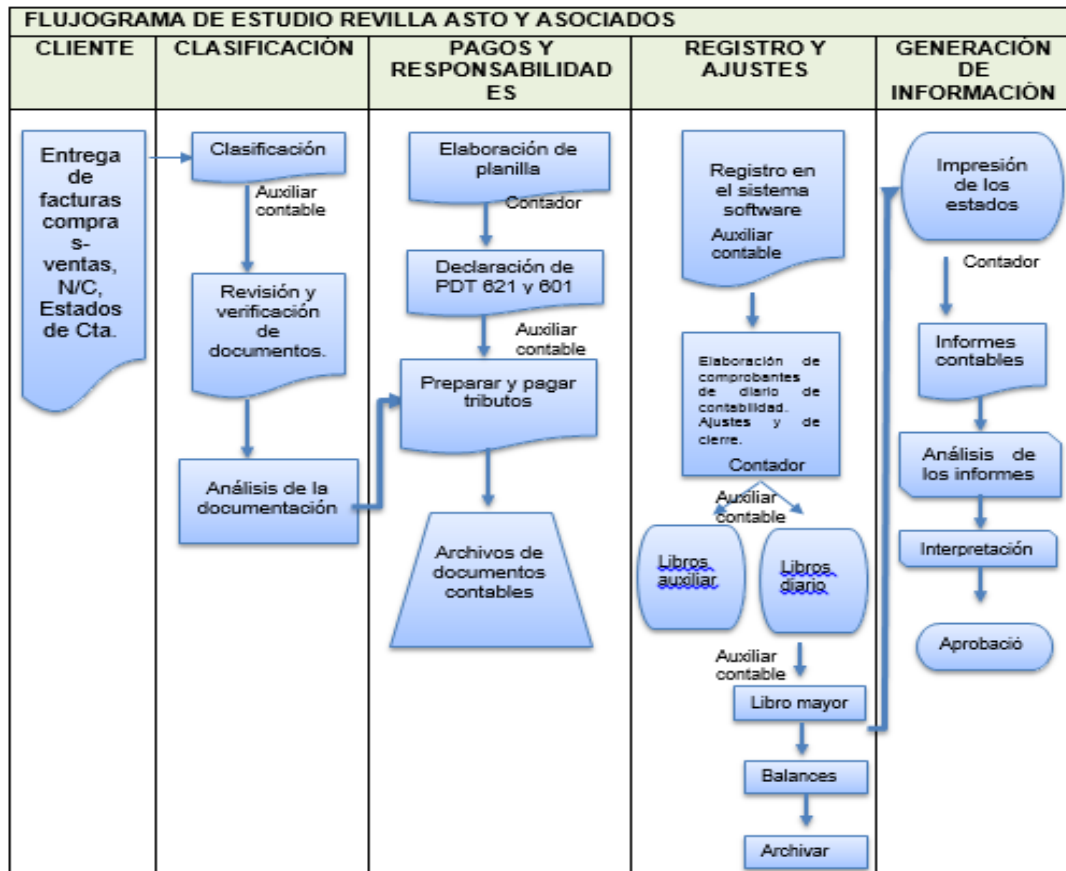 FLUJOGRAMA DE ESTUDIO REVILLA ASTO Y ASOCIADOS
CLIENTE
CLASIFICACIÓN
PAGOS Y
RESPONSABILIDAD
ES
REGISTRO Y
AJUSTES
GENERACIÓN
DE
INFORMACIÓN
Entrega
de
facturas
compra
s-
ventas,
N/C,
Estados
de Cta.
Clasificación
Auxiliar
contable
Revisión y
verificación
de
documentos.
Análisis de la
documentación
Elaboración de
planilla
Contador
Declaración de
PDT 621 y 601
Auxiliar
contable
Preparar y pagar
tributos
Archivos de
documentos
contables
Registro en
el sistema
software
Auxiliar
contable
Elaboración de
comprobantes
de diario de
contabilidad.
Ajustes y de
cierre.
Contador
Auxiliar
contable
Libros
auxiliar
Libros
diario
Auxiliar
contable
Libro mayor
Balances
Archivar
Impresión
de los
estados
Contador
Informes
contables
Análisis de
los informes
Interpretación
Aprobació